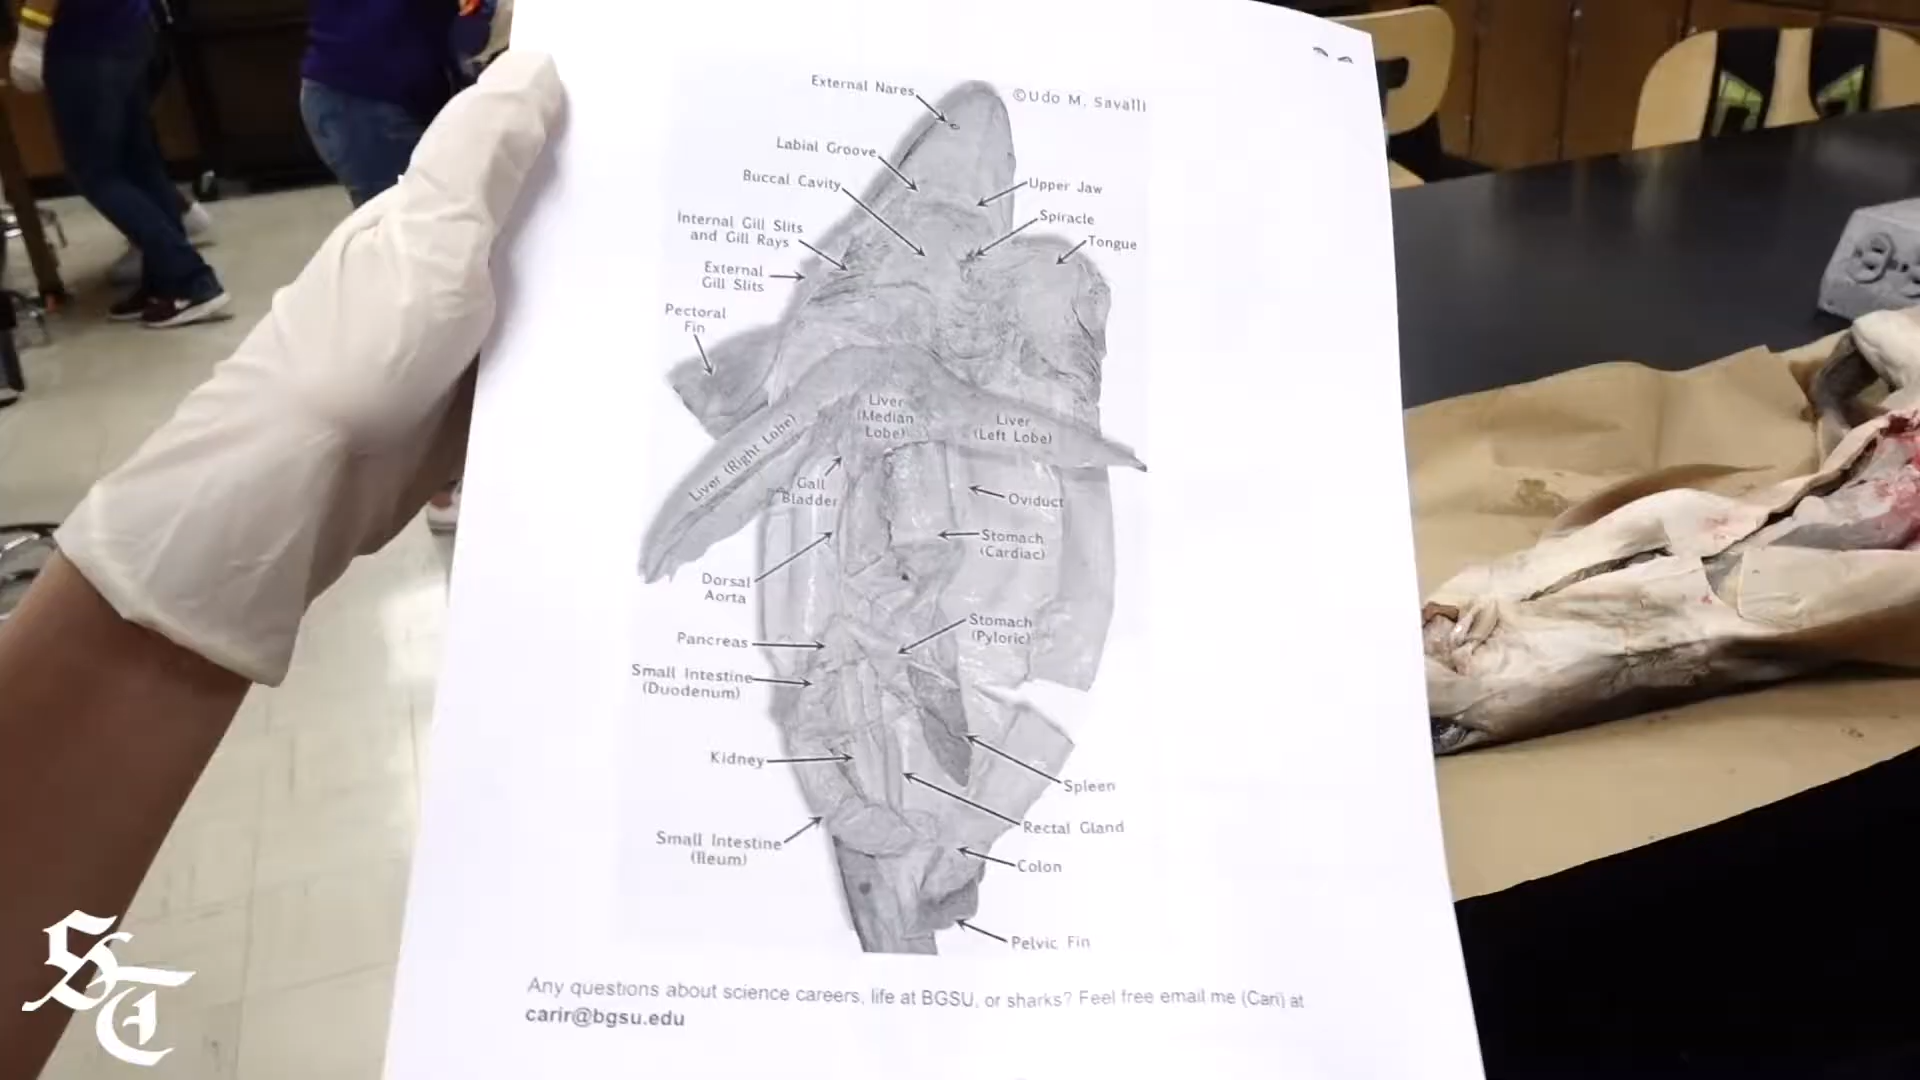 External Nares
©Udo M. Savalli
Labial Groove
Buccal Cavity
Upper Jaw
Spiracle
Internal Gill Slits
and Gill Rays
Tongue
External
Gill Slits
Pectoral
Fin
Liver
(Median
Lobe)
Liver
(Left Lobe)
Liver (Right Lobe)
Gall
Bladder
Oviduct
Stomach
(Cardiac)
Dorsal
Aorta
Stomach
(Pyloric)
Pancreas
Small Intestine
(Duodenum)
Kidney
Spleen
Rectal Gland
Small Intestine
(Ileum)
Colon
Pelvic Fin
Any questions about science careers, life at BGSU, or sharks? Feel free email me (Cari) at
carir@bgsu.edu
ST